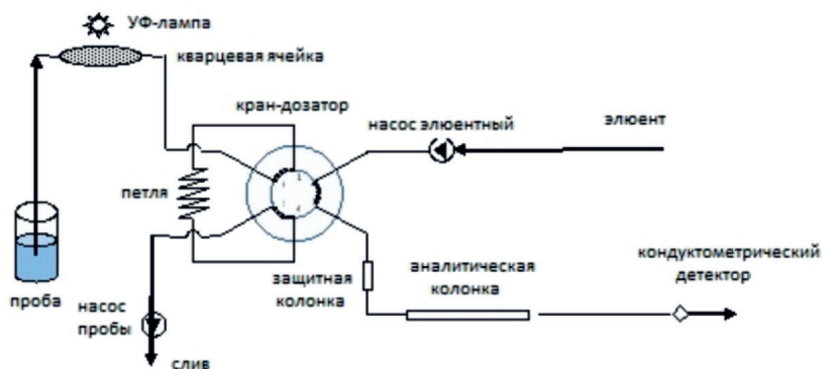 УФ-лампа
кварцевая ячейка
кран-дозатор
насос элюентный
элюент
петля
проба
насос
пробы
слив
защитная
колонка
аналитическая
колонка
кондуктометрический
детектор